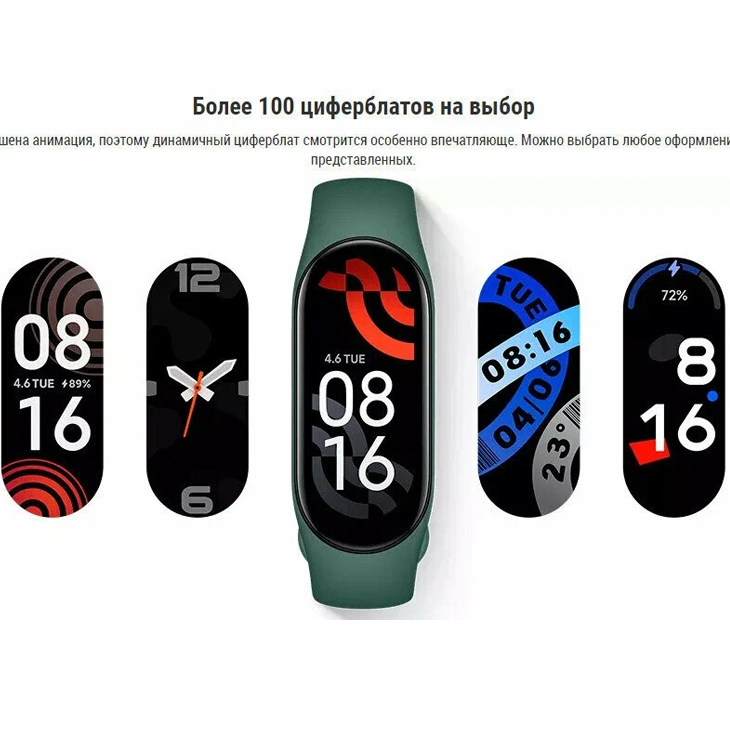 Более 100 циферблатов на выбор
шена анимация, поэтому динамичный циферблат смотрится особенно впечатляюще. Можно выбрать любое оформлени
представленных.
08
4.6 TUE ⚡89%
16
12
6
4.6 TUE
08
16
TUE
08:16
04/06
23°
72%
8
16